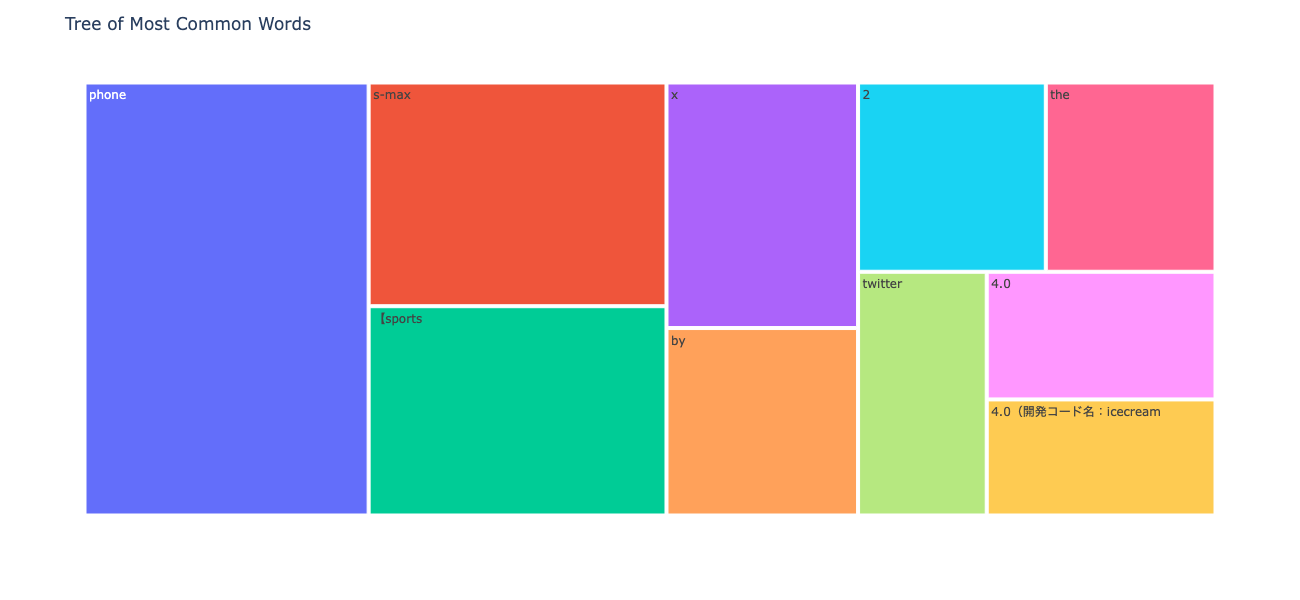 Tree of Most Common Words
phone
s-max
x
2
the
twitter
4.0
【sports
by
4.0（開発コード名：icecream